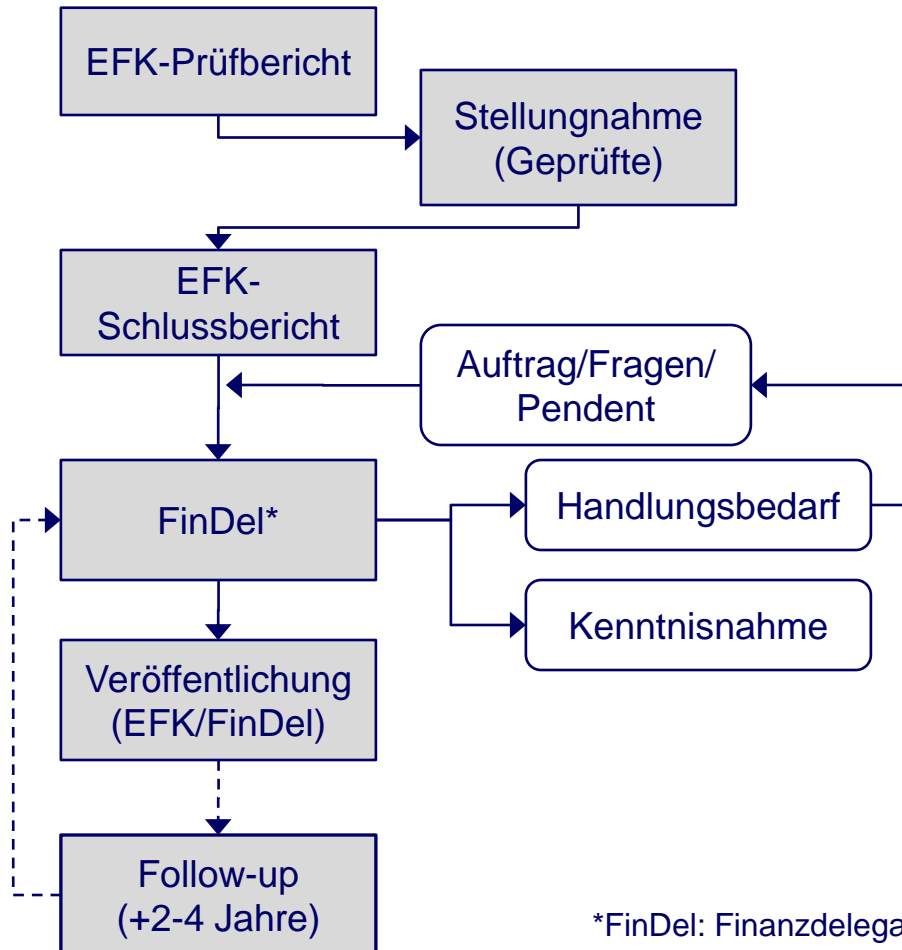 EFK-Prüfbericht
Stellungnahme
(Geprüfte)
EFK-
Schlussbericht
Auftrag/Fragen/
Pendent
FinDel*
Handlungsbedarf
Kenntnisnahme
Veröffentlichung
(EFK/FinDel)
Follow-up
(+2-4 Jahre)
*FinDel: Finanzdelega